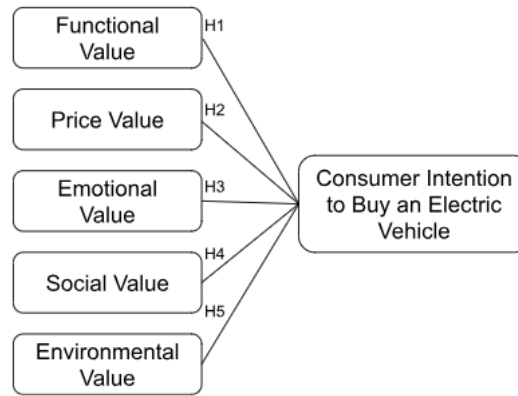 Functional
Value
H1
Price Value
H2
Emotional
Value
H3
Social Value
H4
Environmental
Value
H5
Consumer Intention
to Buy an Electric
Vehicle